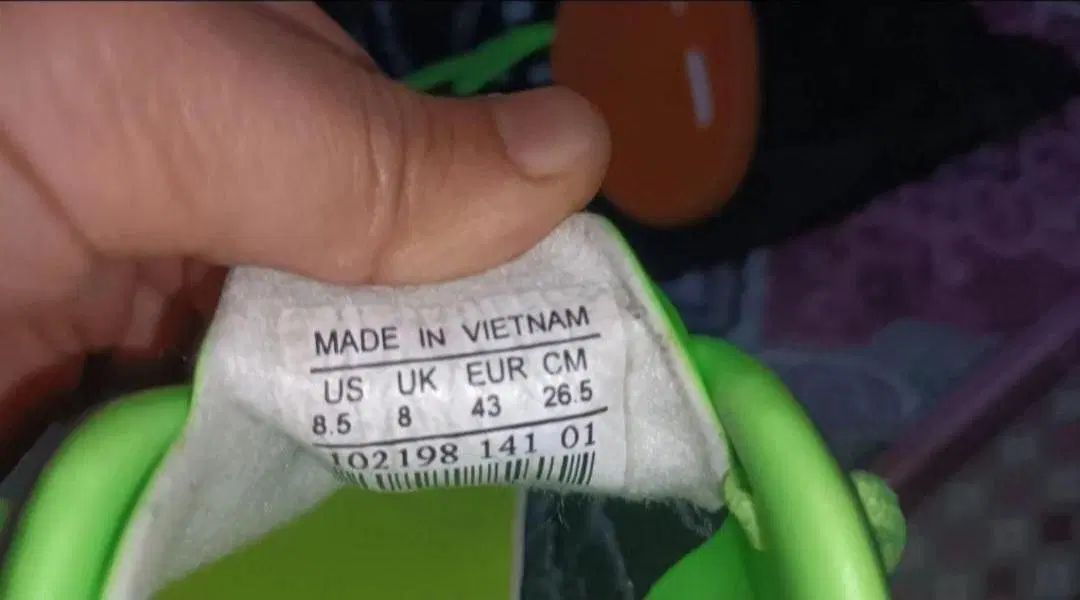 MADE IN VIETNAM
US UK EUR CM
8.5 8 43 26.5
102198 141 01